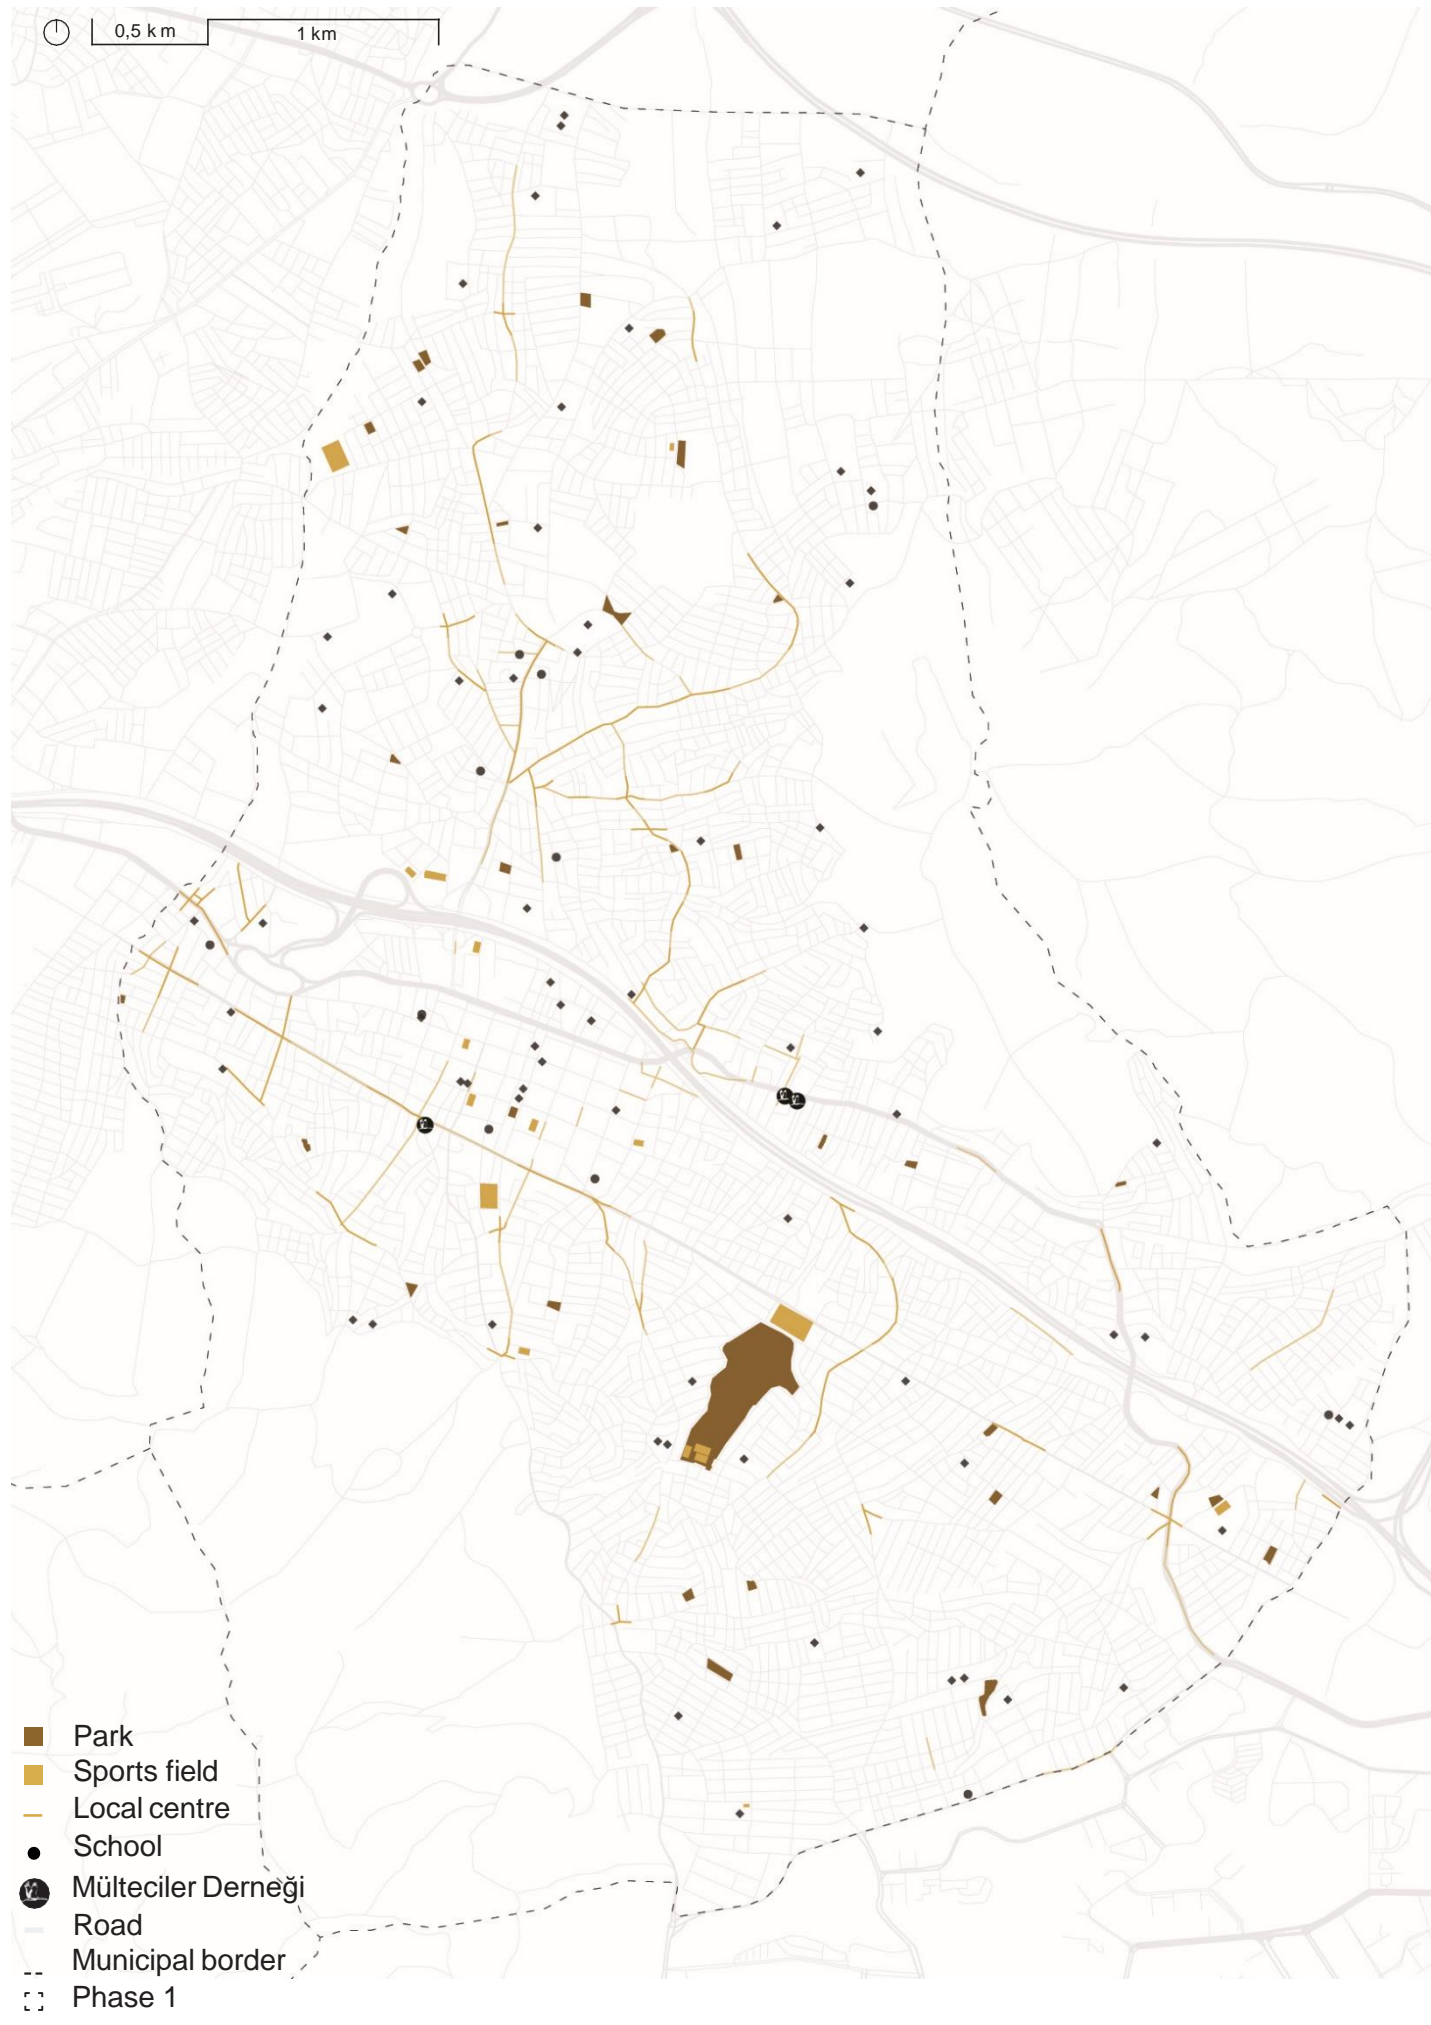 0,5 km
1 km
Park
Sports field
Local centre
School
Mülteciler Derneği
Road
Municipal border
Phase 1